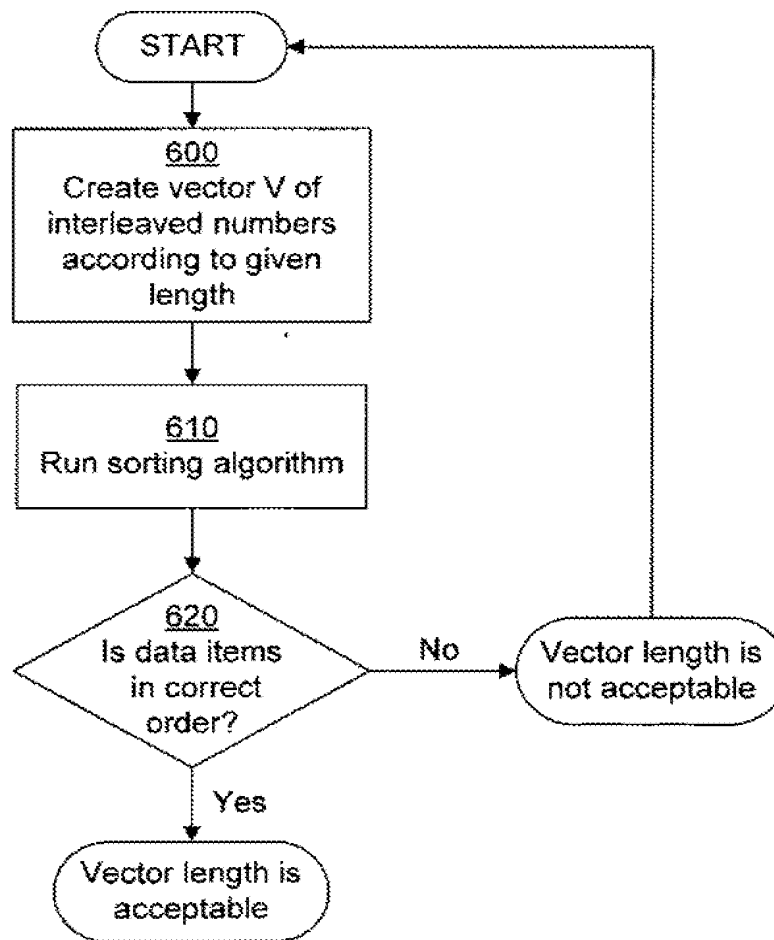 START
600
Create vector V of
interleaved numbers
according to given
length
610
Run sorting algorithm
620
Is data items
in correct
order?
No
Vector length is
not acceptable
Yes
Vector length is
acceptable